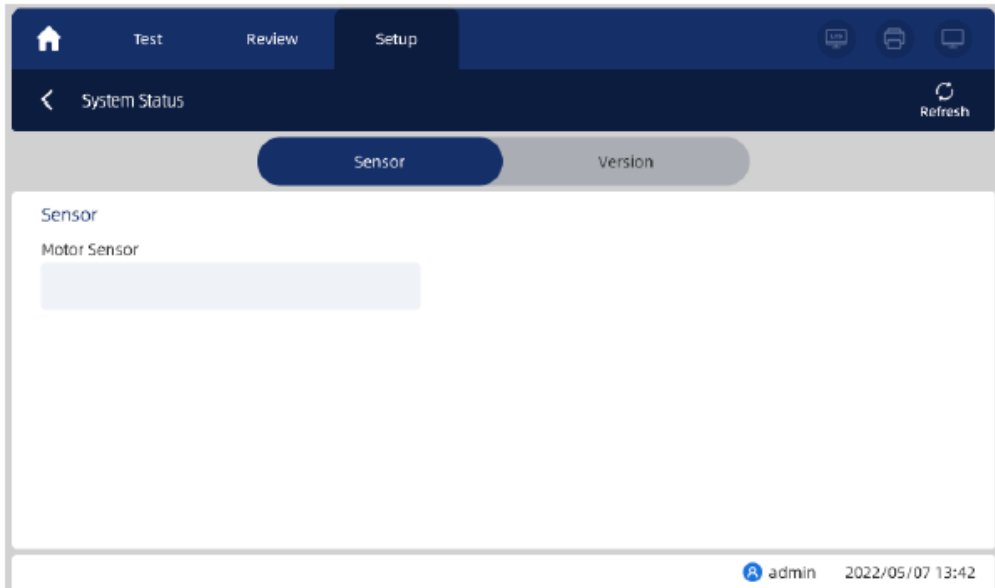 Test Review Setup
System Status
Refresh
Sensor Version
Sensor
Motor Sensor
admin 2022/05/07 13:42